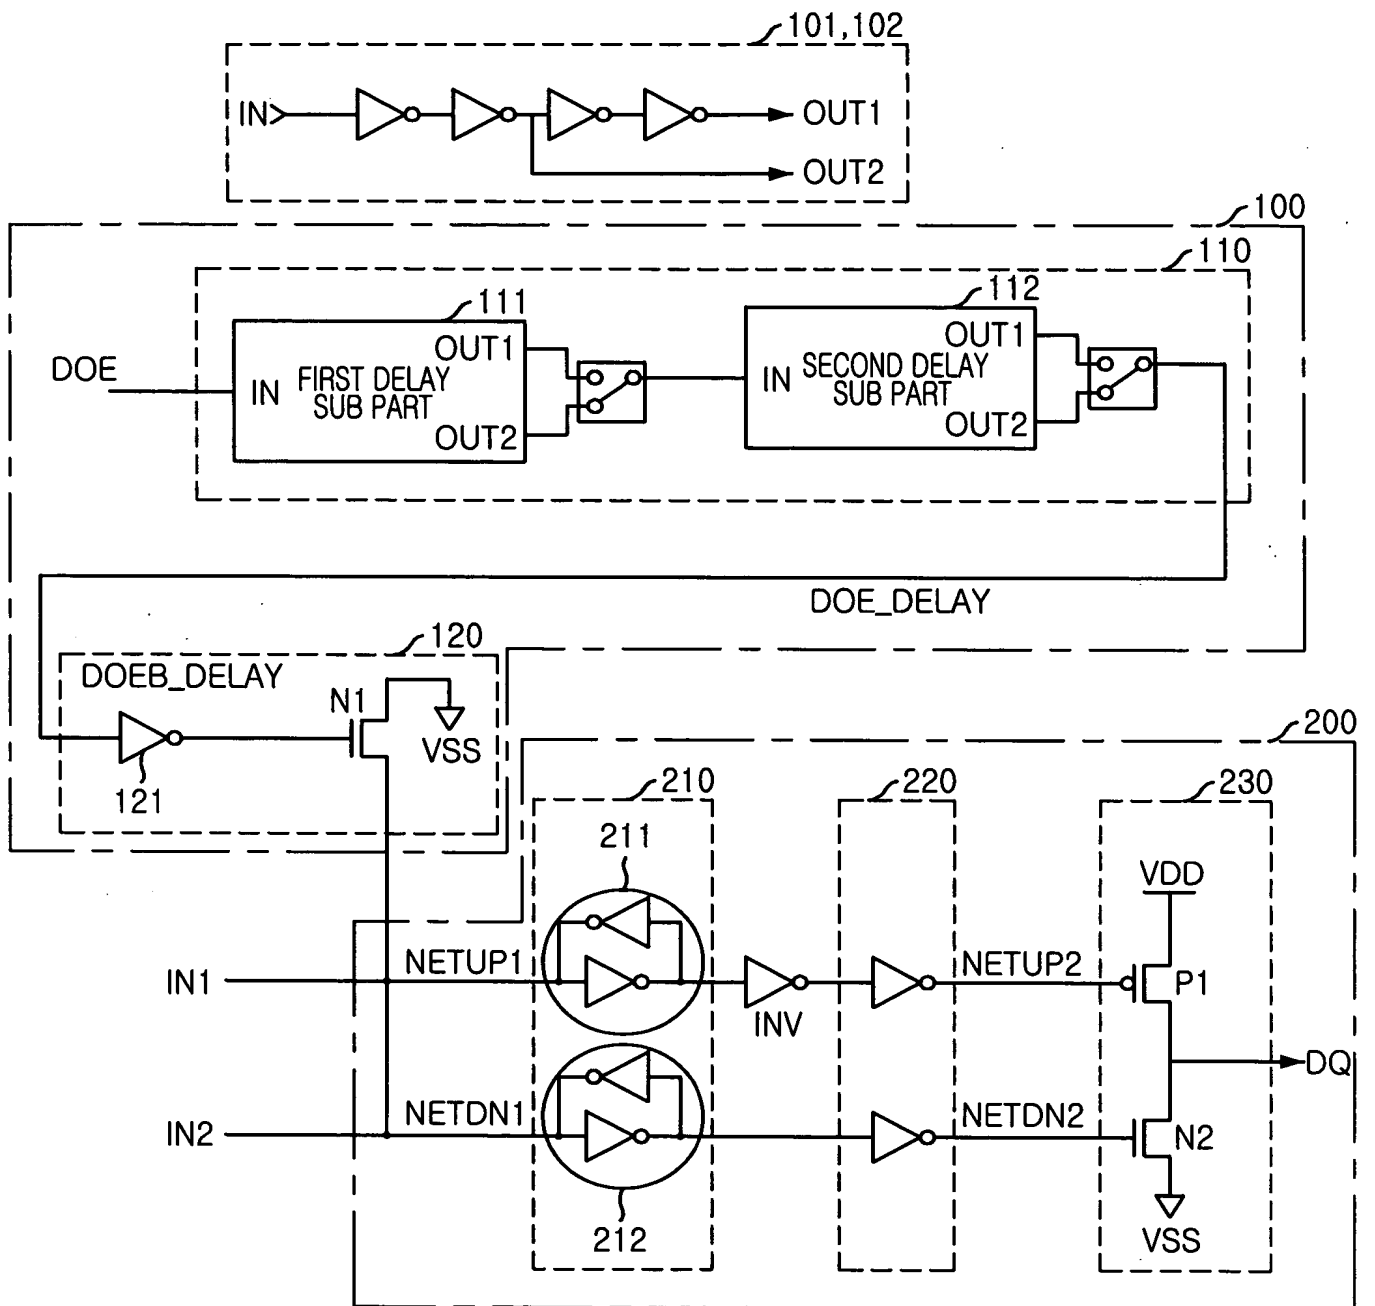 101,102
IN
OUT1
OUT2
100
110
111
112
DOE
IN
FIRST DELAY
SUB PART
OUT1
OUT2
IN
SECOND DELAY
SUB PART
OUT1
OUT2
DOE_DELAY
120
DOEB_DELAY
N1
VSS
121
200
210
220
230
211
VDD
IN1
NETUP1
INV
NETUP2
P1
DQ
IN2
NETDN1
NETDN2
N2
212
VSS